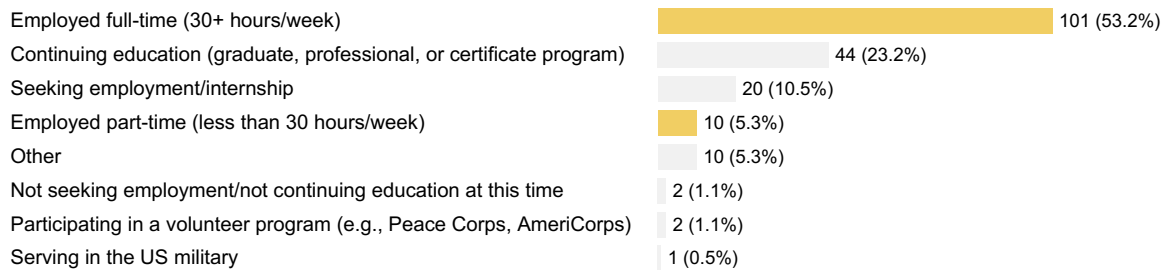 Employed full-time (30+ hours/week) 101 (53.2%)
Continuing education (graduate, professional, or certificate program) 44 (23.2%)
Seeking employment/internship 20 (10.5%)
Employed part-time (less than 30 hours/week) 10 (5.3%)
Other 10 (5.3%)
Not seeking employment/not continuing education at this time 2 (1.1%)
Participating in a volunteer program (e.g., Peace Corps, AmeriCorps) 2 (1.1%)
Serving in the US military 1 (0.5%)